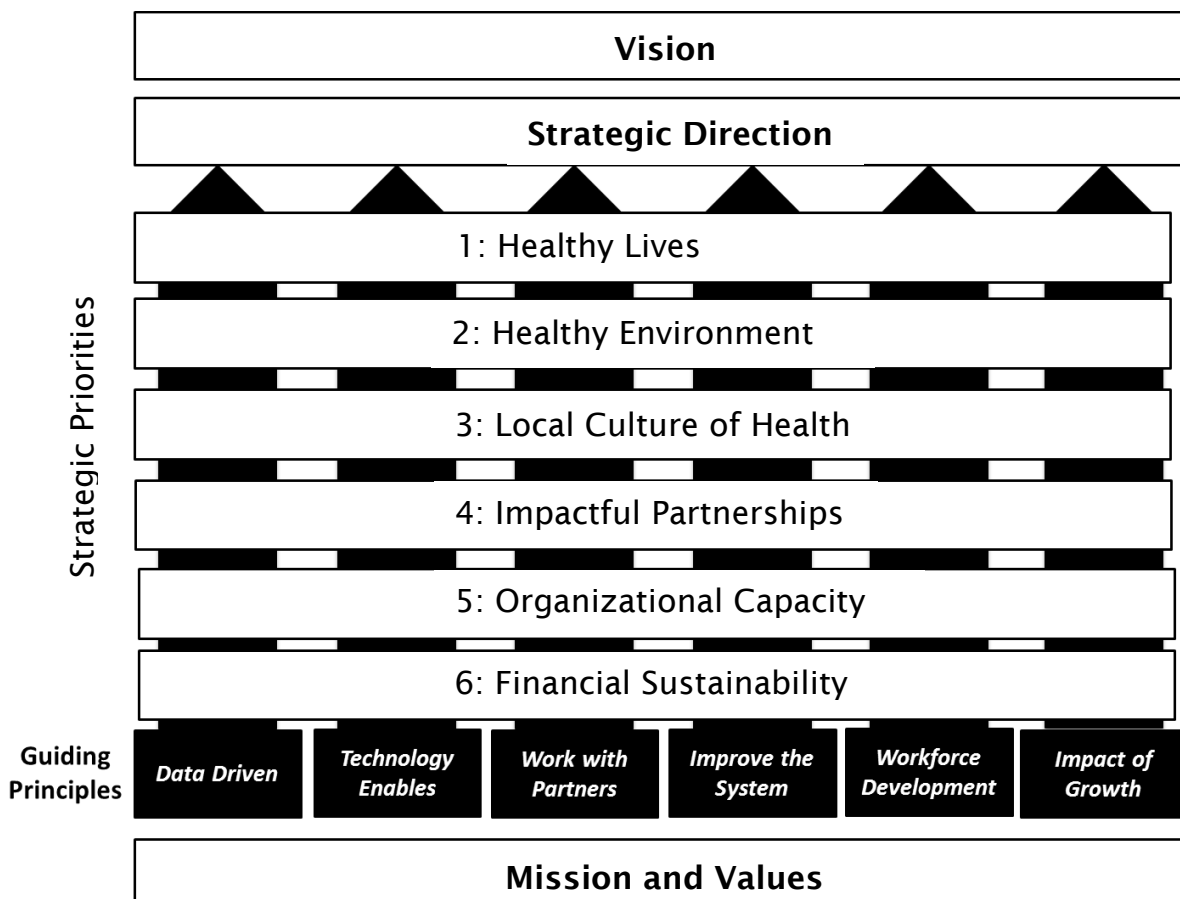 Vision
Strategic Direction
Strategic Priorities
1: Healthy Lives
2: Healthy Environment
3: Local Culture of Health
4: Impactful Partnerships
5: Organizational Capacity
6: Financial Sustainability
Guiding
Principles
Data Driven
Technology
Enables
Work with
Partners
Improve the
System
Workforce
Development
Impact of
Growth
Mission and Values